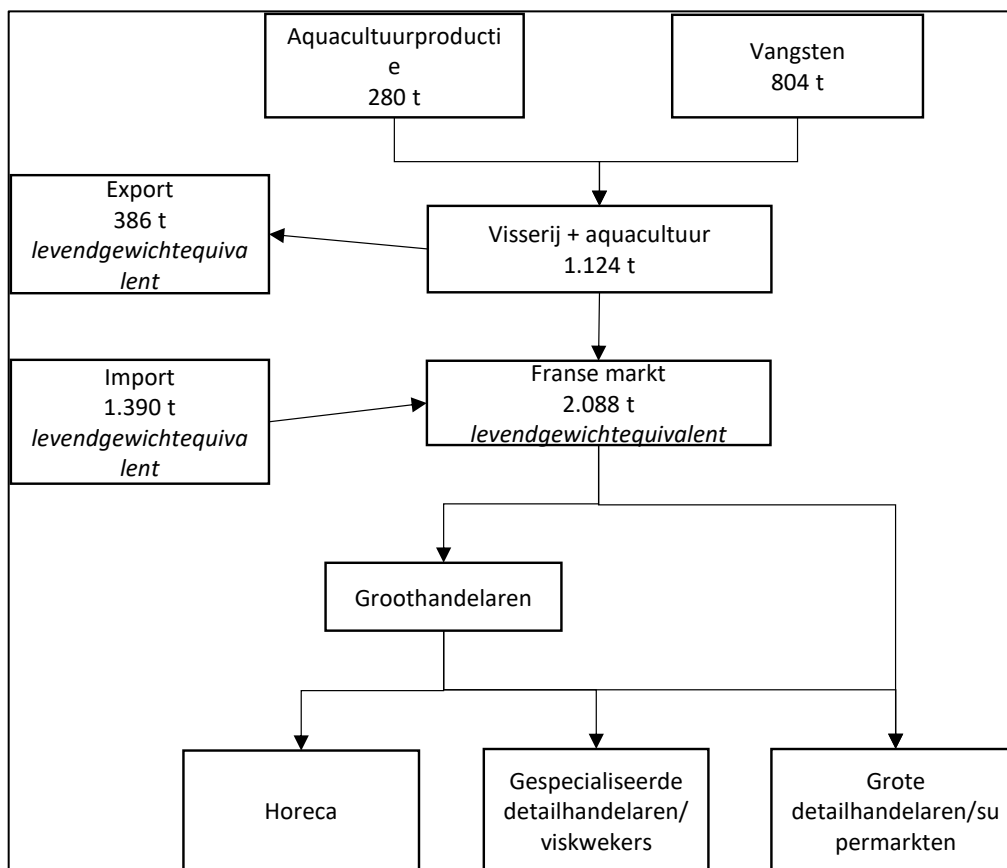 Aquacultuurproducti
e
280 t
Vangsten
804 t
Export
386 t
levendgewichtequiva
lent
Visserij + aquacultuur
1.124 t
Import
1.390 t
levendgewichtequiva
lent
Franse markt
2.088 t
levendgewichtequivalent
Groothandelaren
Horeca
Gespecialiseerde
detailhandelaren/
viskwekers
Grote
detailhandelaren/su
permarkten